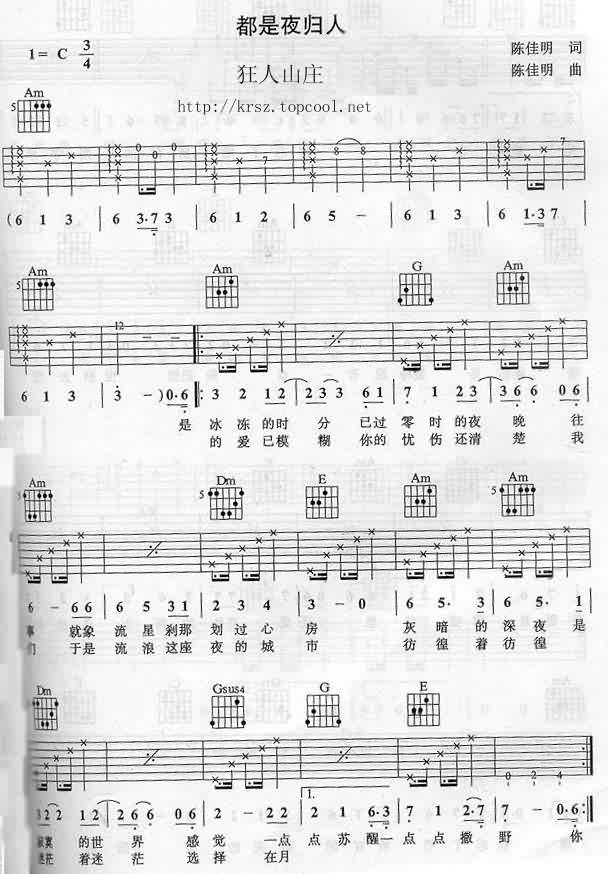 都是夜归人
1= C 3/4
陈佳明 词
狂人山庄
陈佳明 曲
http://krsz.topcool.net
Am
5
0 0 0 7 8 8 7
(6 1 3 6 3·7 3 6 1 2 6 5 - 6 1 3 6 1·3 7
Am Am G Am
5
12
6 1 3 3 - )0·6 3 2 12 2 3 3 6 1 7 1 2 3 3 6 6 0 6
是 冰 冻的时 分 已过 零 时的夜 晚 往
的 爱已模 糊 你的 忧 伤还清 楚 我
Am Dm E Am Am
5 5 5
6 - 6 6 6 5 3 1 2 3 4 3 - 0 6 5· 3 6 5· 1
事 就象 流 星刹那 划 过 心 房 灰 暗 的 深 夜 是
们 于是 流 浪这座 夜 的 城 市 彷 徨 着 彷 徨
Dm Gsus4 G E
0 2 4
3 2 2 1 2 2 1 2 6 6 2 - 2 2 1. 2 1 6·3 7 1 2·7 7 - 0·6
寂寞 的世 界 感 觉 一点 点 苏 醒一 点 点 撒 野 你
迷茫 着迷 茫 选 择 在月